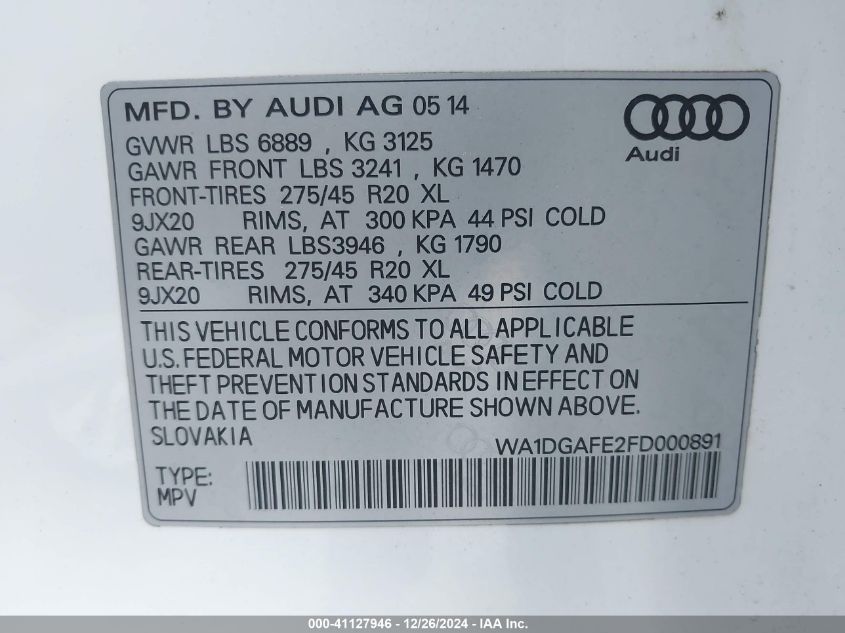 MFD. BY AUDI AG 05 14
GVWR LBS 6889 , KG 3125
GAWR FRONT LBS 3241 , KG 1470
FRONT-TIRES 275/45 R20 XL
9JX20 RIMS, AT 300 KPA 44 PSI COLD
GAWR REAR LBS3946 , KG 1790
REAR-TIRES 275/45 R20 XL
9JX20 RIMS, AT 340 KPA 49 PSI COLD
Audi
THIS VEHICLE CONFORMS TO ALL APPLICABLE
U.S. FEDERAL MOTOR VEHICLE SAFETY AND
THEFT PREVENTION STANDARDS IN EFFECT ON
THE DATE OF MANUFACTURE SHOWN ABOVE.
SLOVAKIA
WA1DGAFE2FD000891
TYPE:
MPV
000-41127946 - 12/26/2024 - IAA Inc.